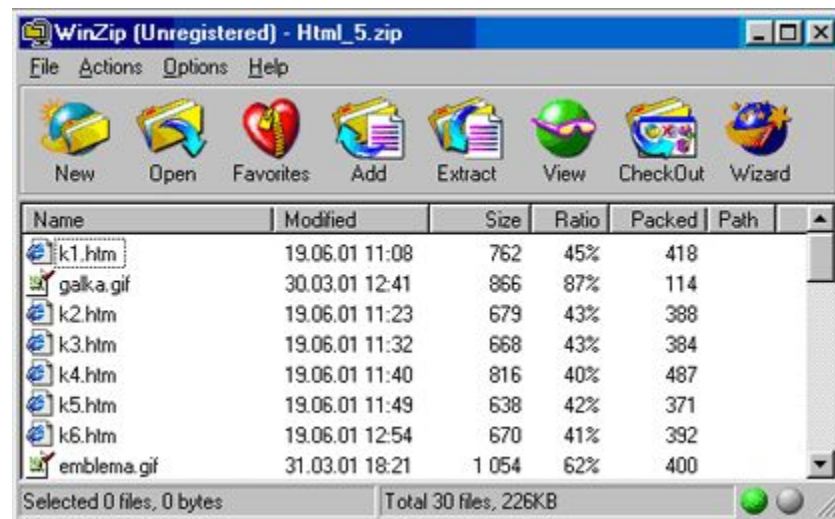 WinZip (Unregistered) - Html_5.zip
File Actions Options Help
New Open Favorites Add Extract View CheckOut Wizard
Name Modified Size Ratio Packed Path
k1.htm 19.06.01 11:08 762 45% 418
galka.gif 30.03.01 12:41 866 87% 114
k2.htm 19.06.01 11:23 679 43% 388
k3.htm 19.06.01 11:32 668 43% 384
k4.htm 19.06.01 11:40 816 40% 487
k5.htm 19.06.01 11:49 638 42% 371
k6.htm 19.06.01 12:54 670 41% 392
emblema.gif 31.03.01 18:21 1 054 62% 400
Selected 0 files, 0 bytes Total 30 files, 226KB